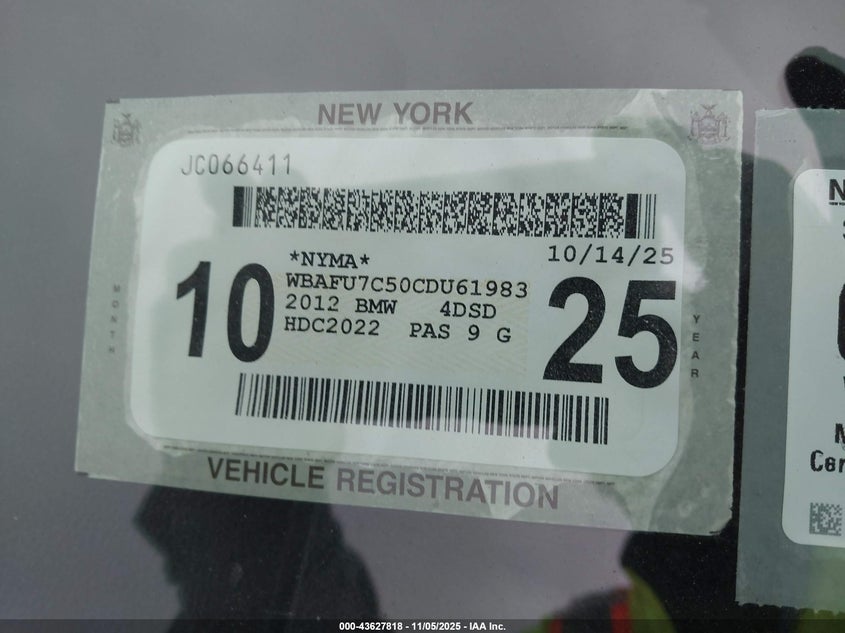 NEW YORK
JC066411
*NYMA*
10/14/25
WBAFU7C50CDU61983
2012 BMW 4DSD
HDC2022 PAS 9 G
MONTH
10
25
YEAR
VEHICLE REGISTRATION
000-43627818 - 11/05/2025 - IAA Inc.